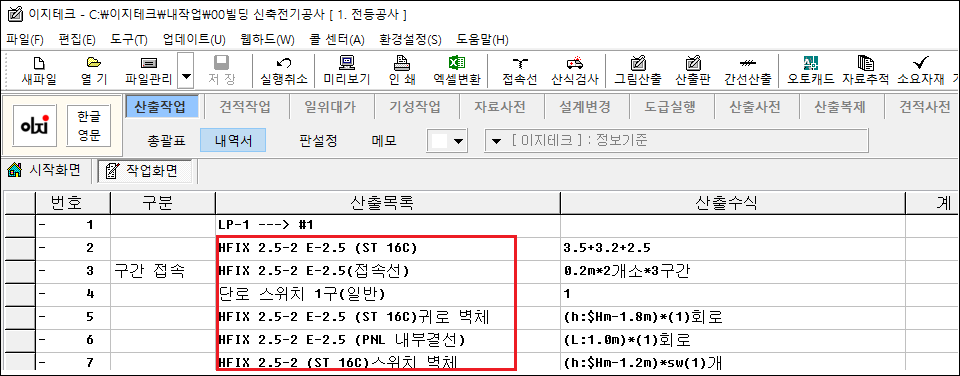 이지테크 - C:₩이지테크₩내작업₩00빌딩 신축전기공사 [ 1. 전등공사 ]
파일(F) 편집(E) 도구(T) 업데이트(U) 웹하드(W) 콜 센터(A) 환경설정(S) 도움말(H)
새파일 열 기 파일관리 저 장 실행취소 미리보기 인 쇄 엑셀변환 접속선 산식검사 그림산출 산출판 간선산출 오토캐드 자료추적 소요자재
이지 한글 영문
산출작업 견적작업 일위대가 기성작업 자료사전 설계변경 도급실행 산출사전 산출복제 견적사전
총괄표 내역서 판설정 메모 [ 이지테크 ] : 정보기준
시작화면 작업화면
번호 구분 산출목록 산출수식 계
- 1 LP-1 ---> #1
- 2 HFIX 2.5-2 E-2.5 (ST 16C) 3.5+3.2+2.5
- 3 구간 접속 HFIX 2.5-2 E-2.5(접속선) 0.2m*2개소*3구간
- 4 단로 스위치 1구(일반) 1
- 5 HFIX 2.5-2 E-2.5 (ST 16C)귀로 벽체 (h:$Hm-1.8m)*(1)회로
- 6 HFIX 2.5-2 E-2.5 (PNL 내부결선) (L:1.0m)*(1)회로
- 7 HFIX 2.5-2 (ST 16C)스위치 벽체 (h:$Hm-1.2m)*sw(1)개